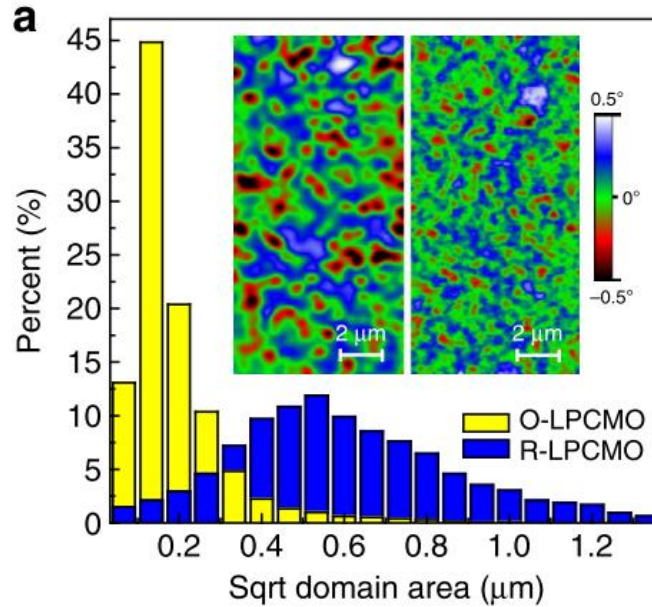 a
45
40
35
30
25
20
15
10
5
0
Percent (%)
0.2 0.4 0.6 0.8 1.0 1.2
Sqrt domain area (μm)
2 μm
2 μm
0.5°
0°
–0.5°
O-LPCMO
R-LPCMO